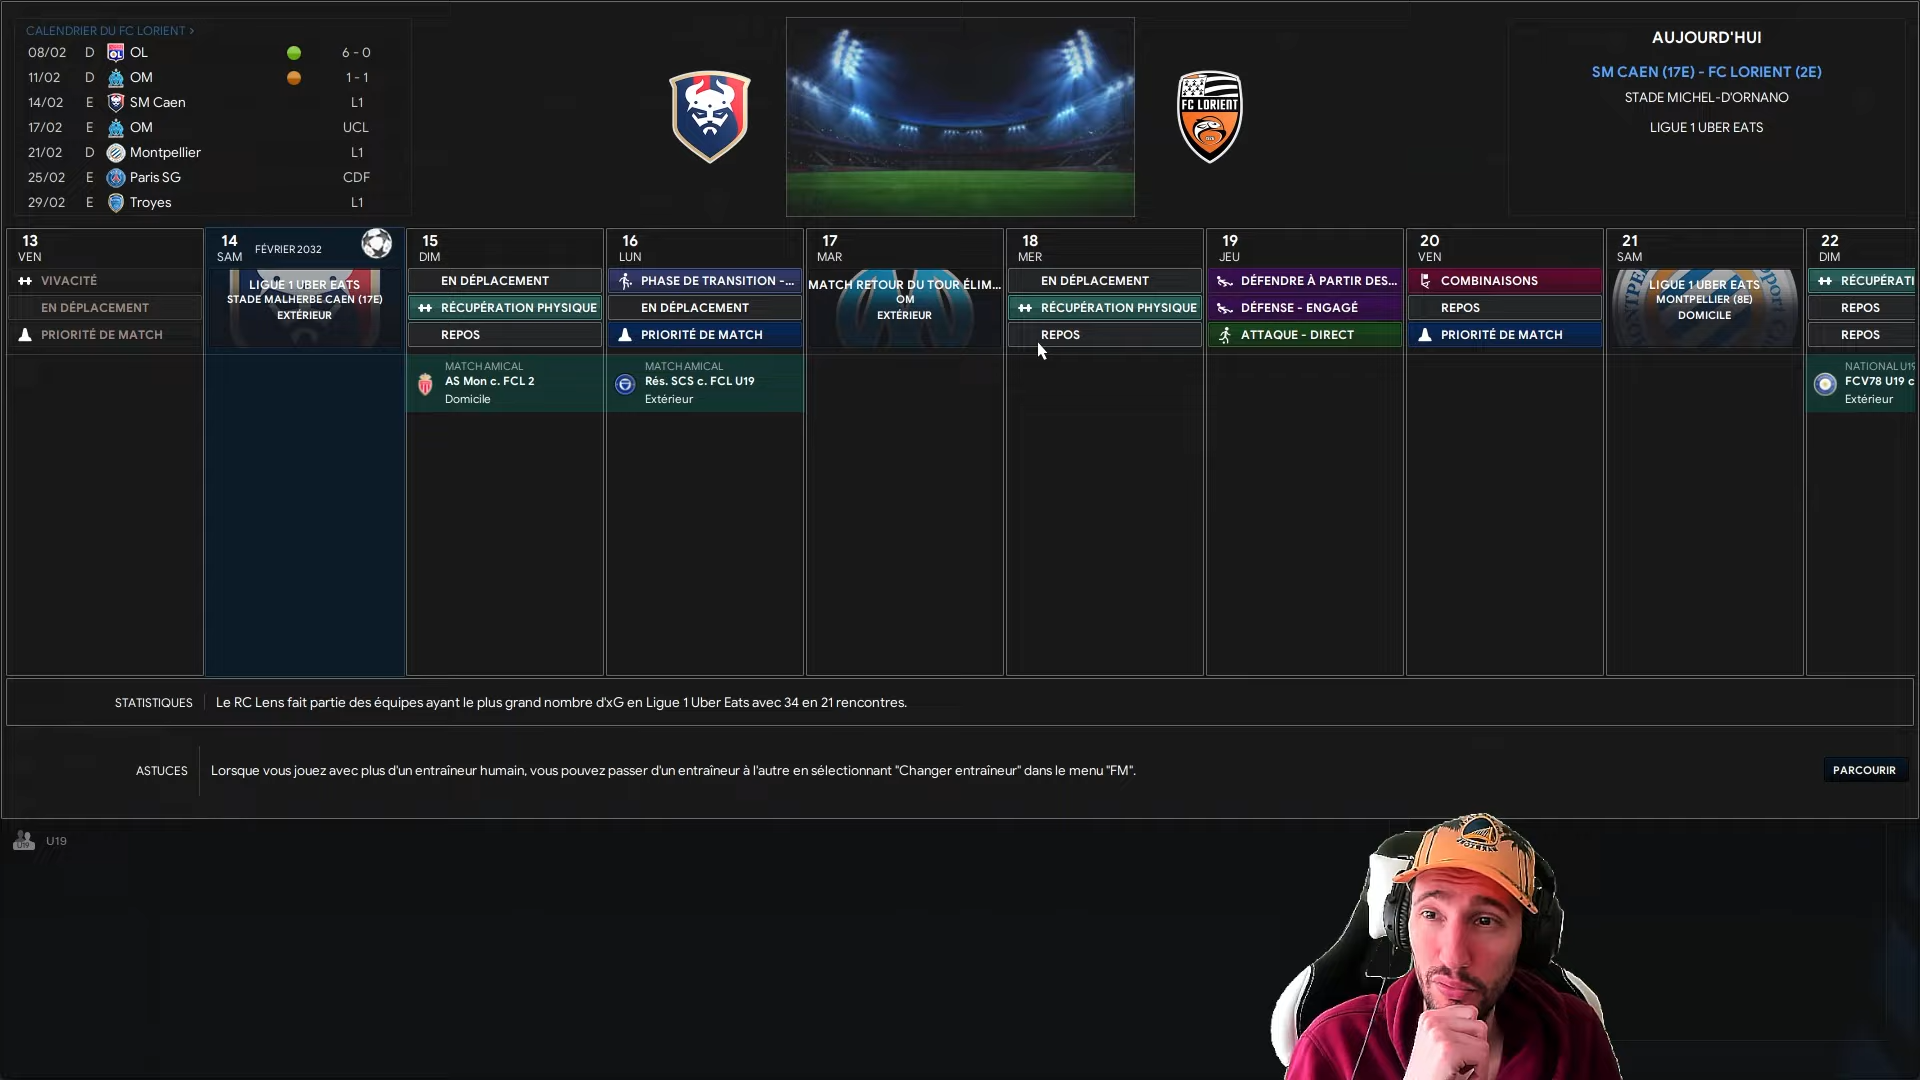 CALENDRIER DU FC LORIENT >
08/02 D OL 6 - 0
11/02 D OM 1 - 1
14/02 E SM Caen L1
17/02 E OM UCL
21/02 D Montpellier L1
25/02 E Paris SG CDF
29/02 E Troyes L1
FC LORIENT
AUJOURD'HUI
SM CAEN (17E) - FC LORIENT (2E)
STADE MICHEL-D'ORNANO
LIGUE 1 UBER EATS
13
VEN
VIVACITÉ
EN DÉPLACEMENT
PRIORITÉ DE MATCH
14
SAM FÉVRIER 2032
LIGUE 1 UBER EATS
STADE MALHERBE CAEN (17E)
EXTÉRIEUR
15
DIM
EN DÉPLACEMENT
RÉCUPÉRATION PHYSIQUE
REPOS
MATCH AMICAL
AS Mon c. FCL 2
Domicile
16
LUN
PHASE DE TRANSITION -...
EN DÉPLACEMENT
PRIORITÉ DE MATCH
MATCH AMICAL
Rés. SCS c. FCL U19
Extérieur
17
MAR
MATCH RETOUR DU TOUR ÉLIM...
OM
EXTÉRIEUR
18
MER
EN DÉPLACEMENT
RÉCUPÉRATION PHYSIQUE
REPOS
19
JEU
DÉFENDRE À PARTIR DES...
DÉFENSE - ENGAGÉ
ATTAQUE - DIRECT
20
VEN
COMBINAISONS
REPOS
PRIORITÉ DE MATCH
21
SAM
LIGUE 1 UBER EATS
MONTPELLIER (8E)
DOMICILE
22
DIM
RÉCUPÉRATI
REPOS
REPOS
NATIONAL U19
FCV78 U19 c
Extérieur
STATISTIQUES Le RC Lens fait partie des équipes ayant le plus grand nombre d'xG en Ligue 1 Uber Eats avec 34 en 21 rencontres.
ASTUCES Lorsque vous jouez avec plus d'un entraîneur humain, vous pouvez passer d'un entraîneur à l'autre en sélectionnant "Changer entraîneur" dans le menu "FM".
PARCOURIR
U19 U19